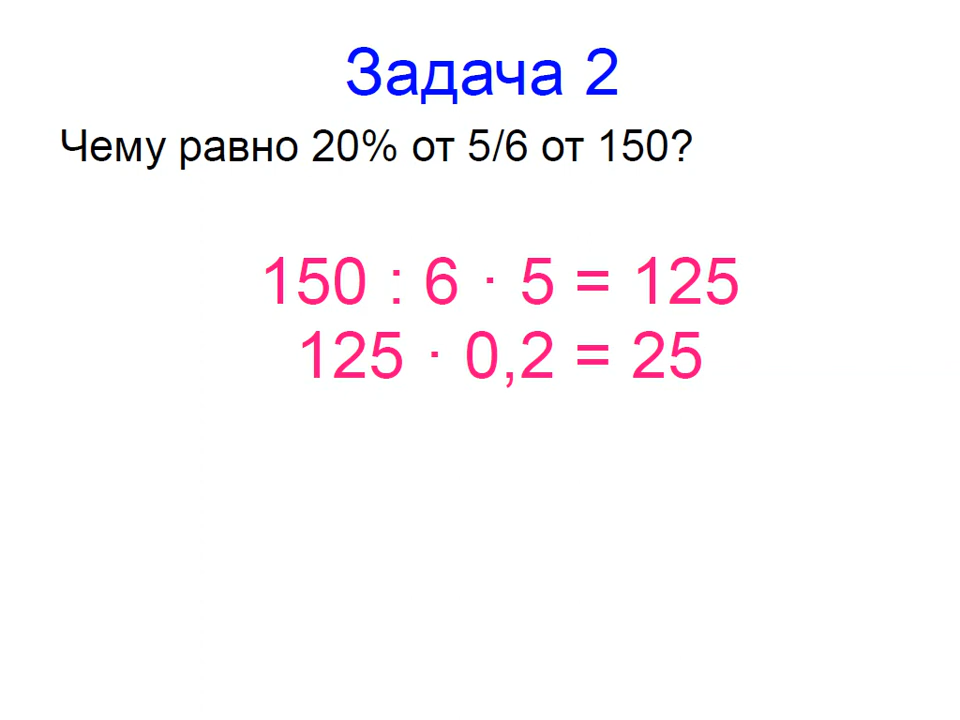 Задача 2
Чему равно 20% от 5/6 от 150?
150 : 6 · 5 = 125
125 · 0,2 = 25